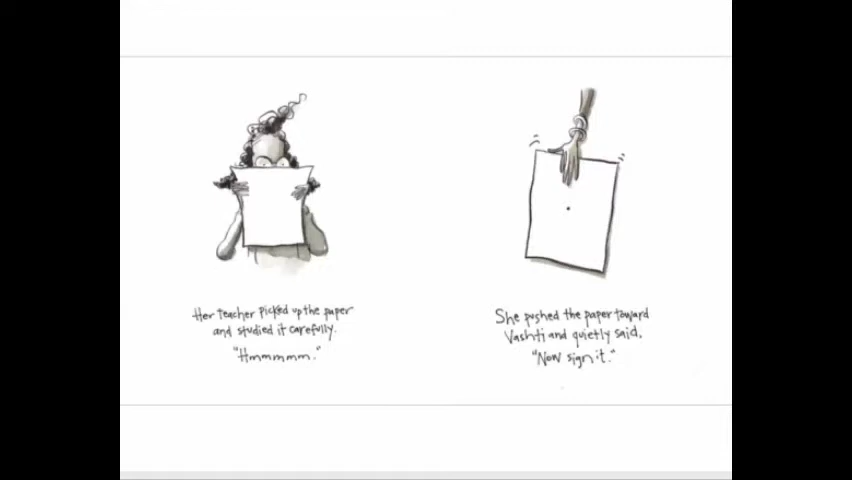 Her teacher picked up the paper
and studied it carefully.
"Hmmmmm."
She pushed the paper toward
Vashti and quietly said,
"Now sign it."